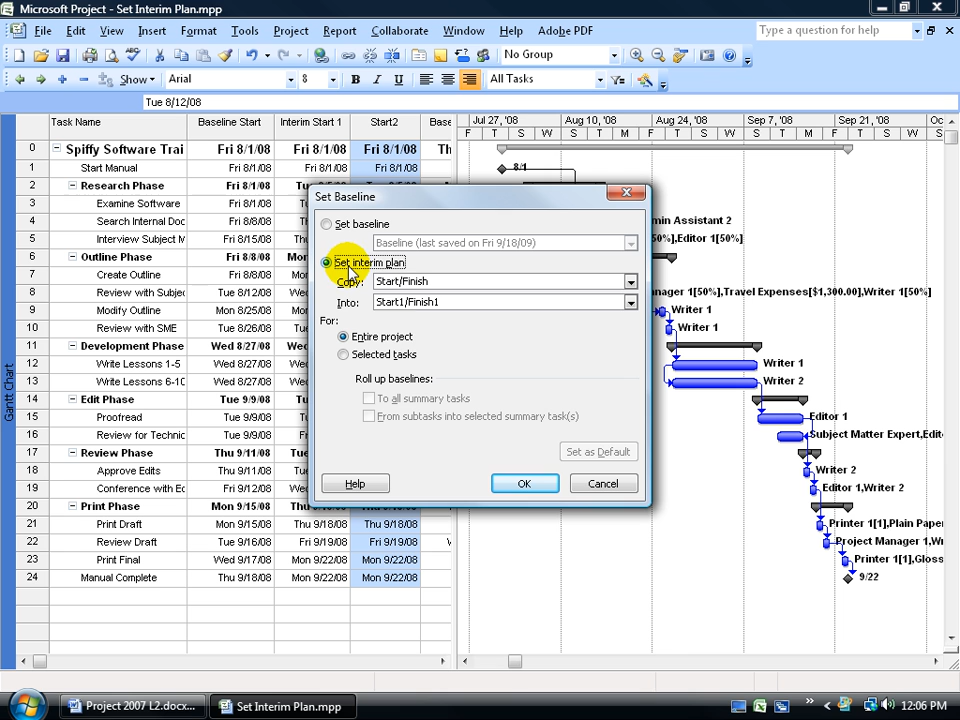 Microsoft Project - Set Interim Plan.mpp
File Edit View Insert Format Tools Project Report Collaborate Window Help Adobe PDF
Type a question for help
No Group
Show Arial 8 B I U All Tasks
Tue 8/12/08
Task Name Baseline Start Interim Start 1 Start2 Base
Jul 27, '08 Aug 10, '08 Aug 24, '08 Sep 7, '08 Sep 21, '08 Oc
F T S W F T S W F T S M F T S W
0 Spiffy Software Trai Fri 8/1/08 Fri 8/1/08 Fri 8/1/08 Th
1 Start Manual Fri 8/1/08 Fri 8/1/08 Fri 8/1/08 8/1
2 Research Phase Fri 8/1/08
3 Examine Software Fri 8/1/08
4 Search Internal Doc Fri 8/8/08 min Assistant 2
5 Interview Subject M Fri 8/1/08 50%],Editor 1[50%]
6 Outline Phase Tue 8/12/08
7 Create Outline Tue 8/12/08
8 Review with Subjec Mon 8/18/08 nager 1[50%],Travel Expenses[$1,300.00],Writer 1[50%]
9 Modify Outline Mon 8/25/08 Writer 1
10 Review with SME Tue 8/26/08 Writer 1
11 Development Phase Wed 8/27/08
12 Write Lessons 1-5 Wed 8/27/08 Writer 1
13 Write Lessons 6-10 Wed 8/27/08 Writer 2
14 Edit Phase Tue 9/9/08
15 Proofread Tue 9/9/08 Editor 1
16 Review for Technic Tue 9/9/08 Subject Matter Expert,Edito
17 Review Phase Thu 9/11/08
18 Approve Edits Thu 9/11/08 Writer 2
19 Conference with Ec Fri 9/12/08 Editor 1,Writer 2
20 Print Phase Mon 9/15/08
21 Print Draft Mon 9/15/08 Thu 9/18/08 Thu 9/18/08 Printer 1[1],Plain Pape
22 Review Draft Tue 9/16/08 Fri 9/19/08 Fri 9/19/08 Project Manager 1,Wr
23 Print Final Wed 9/17/08 Mon 9/22/08 Mon 9/22/08 Printer 1[1],Gloss
24 Manual Complete Thu 9/18/08 Mon 9/22/08 Mon 9/22/08 9/22
Set Baseline
Set baseline
Baseline (last saved on Fri 9/18/09)
Set interim plan
Copy: Start/Finish
Into: Start1/Finish1
For:
Entire project
Selected tasks
Roll up baselines:
To all summary tasks
From subtasks into selected summary task(s)
Set as Default
Help OK Cancel
Gantt Chart
Project 2007 L2.docx... Set Interim Plan.mpp 12:06 PM